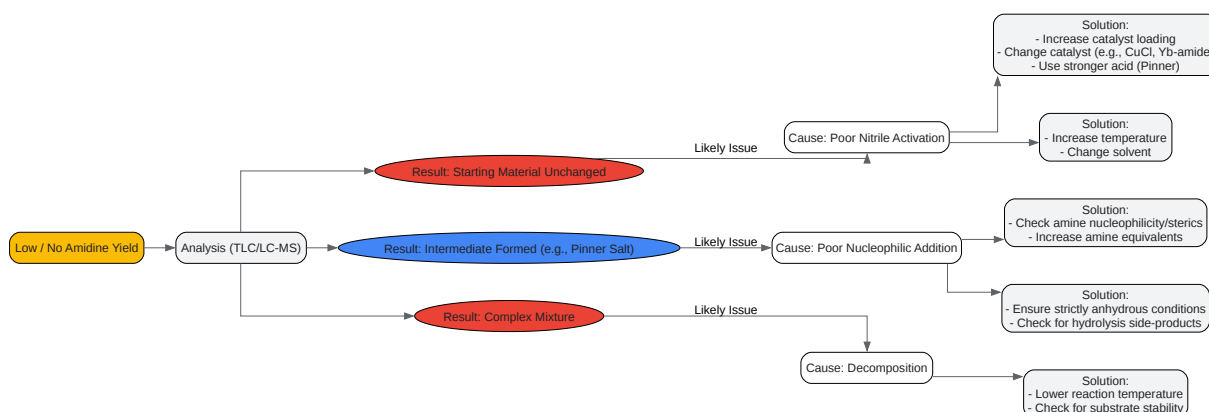 Low / No Amidine Yield
Analysis (TLC/LC-MS)
Result: Starting Material Unchanged
Likely Issue
Cause: Poor Nitrile Activation
Solution:
- Increase catalyst loading
- Change catalyst (e.g., CuCl, Yb-amide
- Use stronger acid (Pinner)
Solution:
- Increase temperature
- Change solvent
Result: Intermediate Formed (e.g., Pinner Salt)
Likely Issue
Cause: Poor Nucleophilic Addition
Solution:
- Check amine nucleophilicity/sterics
- Increase amine equivalents
Solution:
- Ensure strictly anhydrous conditions
- Check for hydrolysis side-products
Result: Complex Mixture
Likely Issue
Cause: Decomposition
Solution:
- Lower reaction temperature
- Check for substrate stability